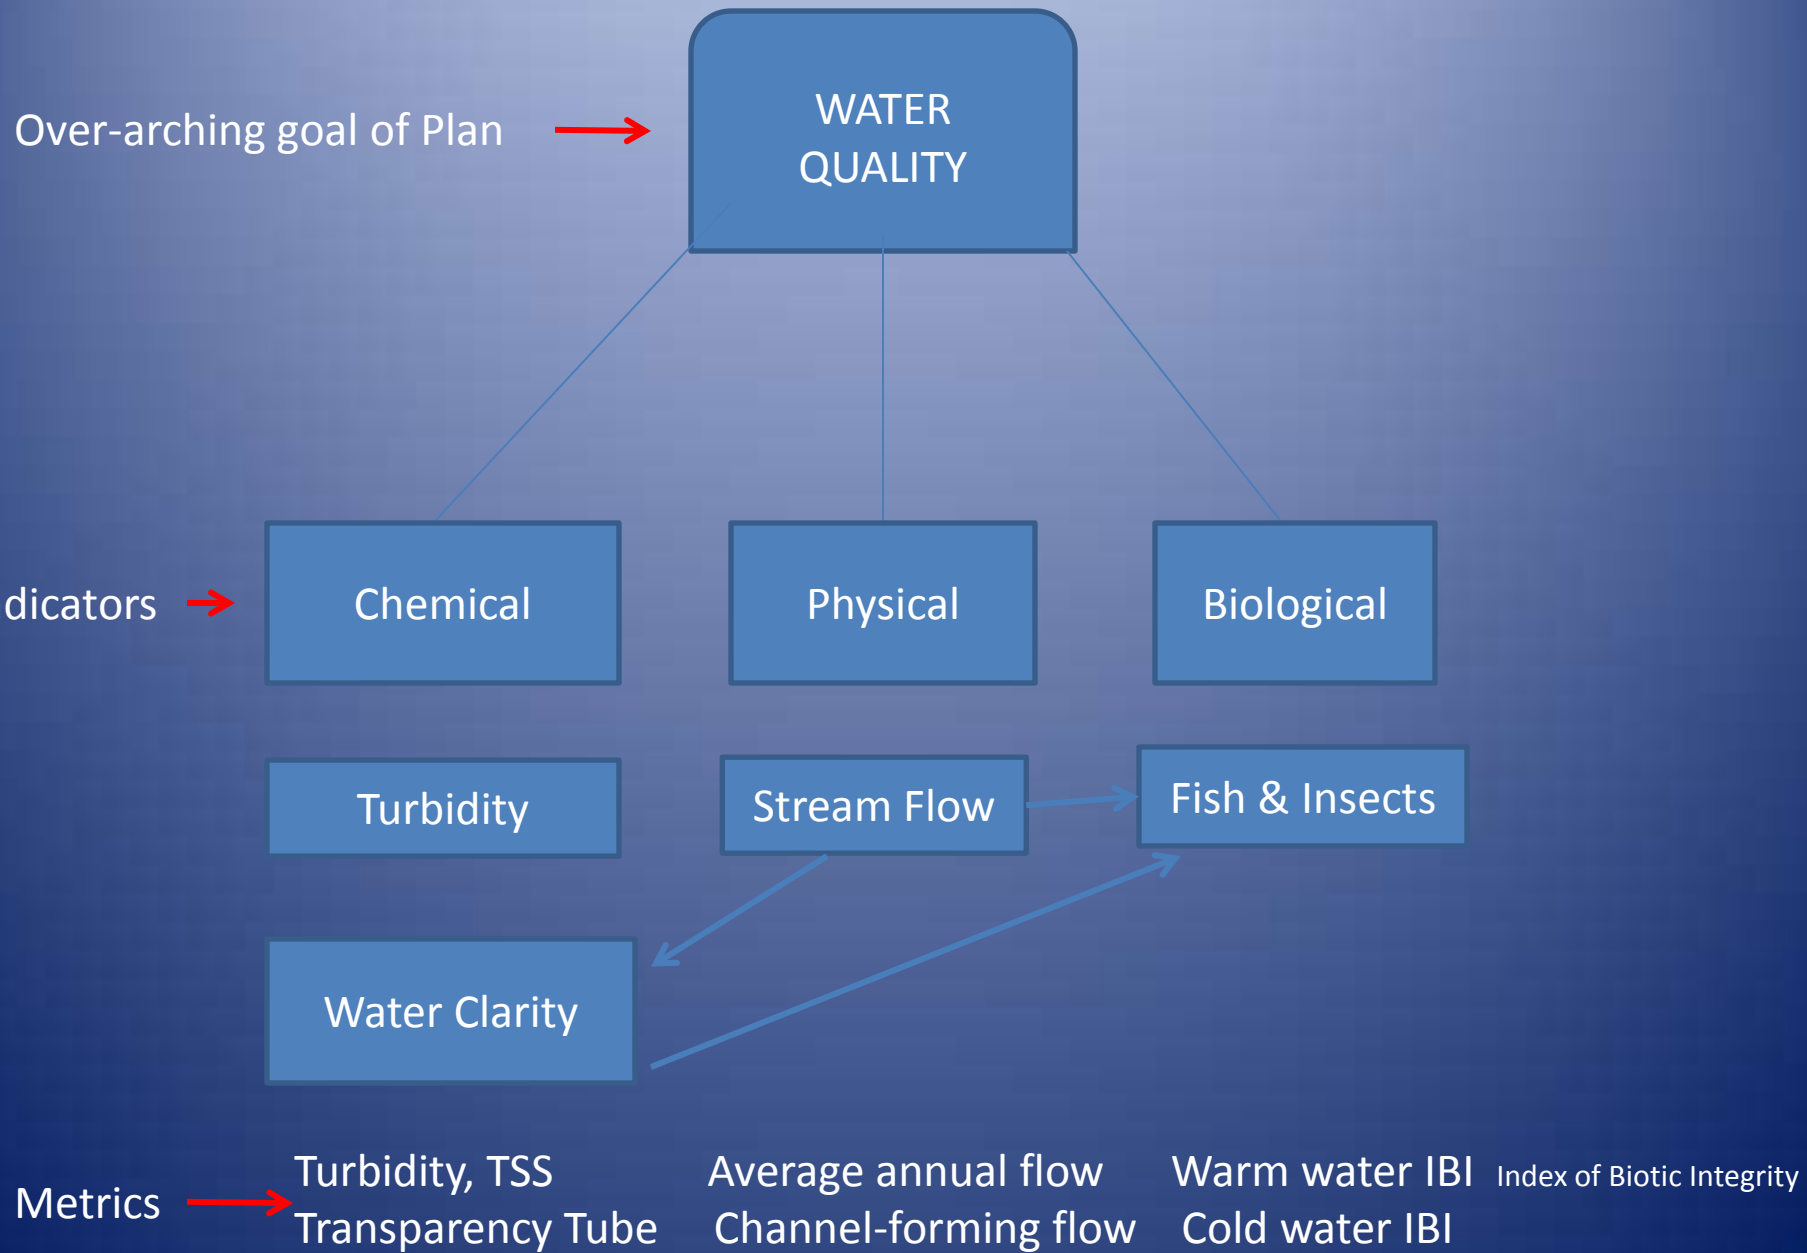 WATER
QUALITY
Over-arching goal of Plan
dicators
Chemical
Physical
Biological
Turbidity
Stream Flow
Fish & Insects
Water Clarity
Metrics
Turbidity, TSS
Transparency Tube
Average annual flow
Channel-forming flow
Warm water IBI
Cold water IBI
Index of Biotic Integrity